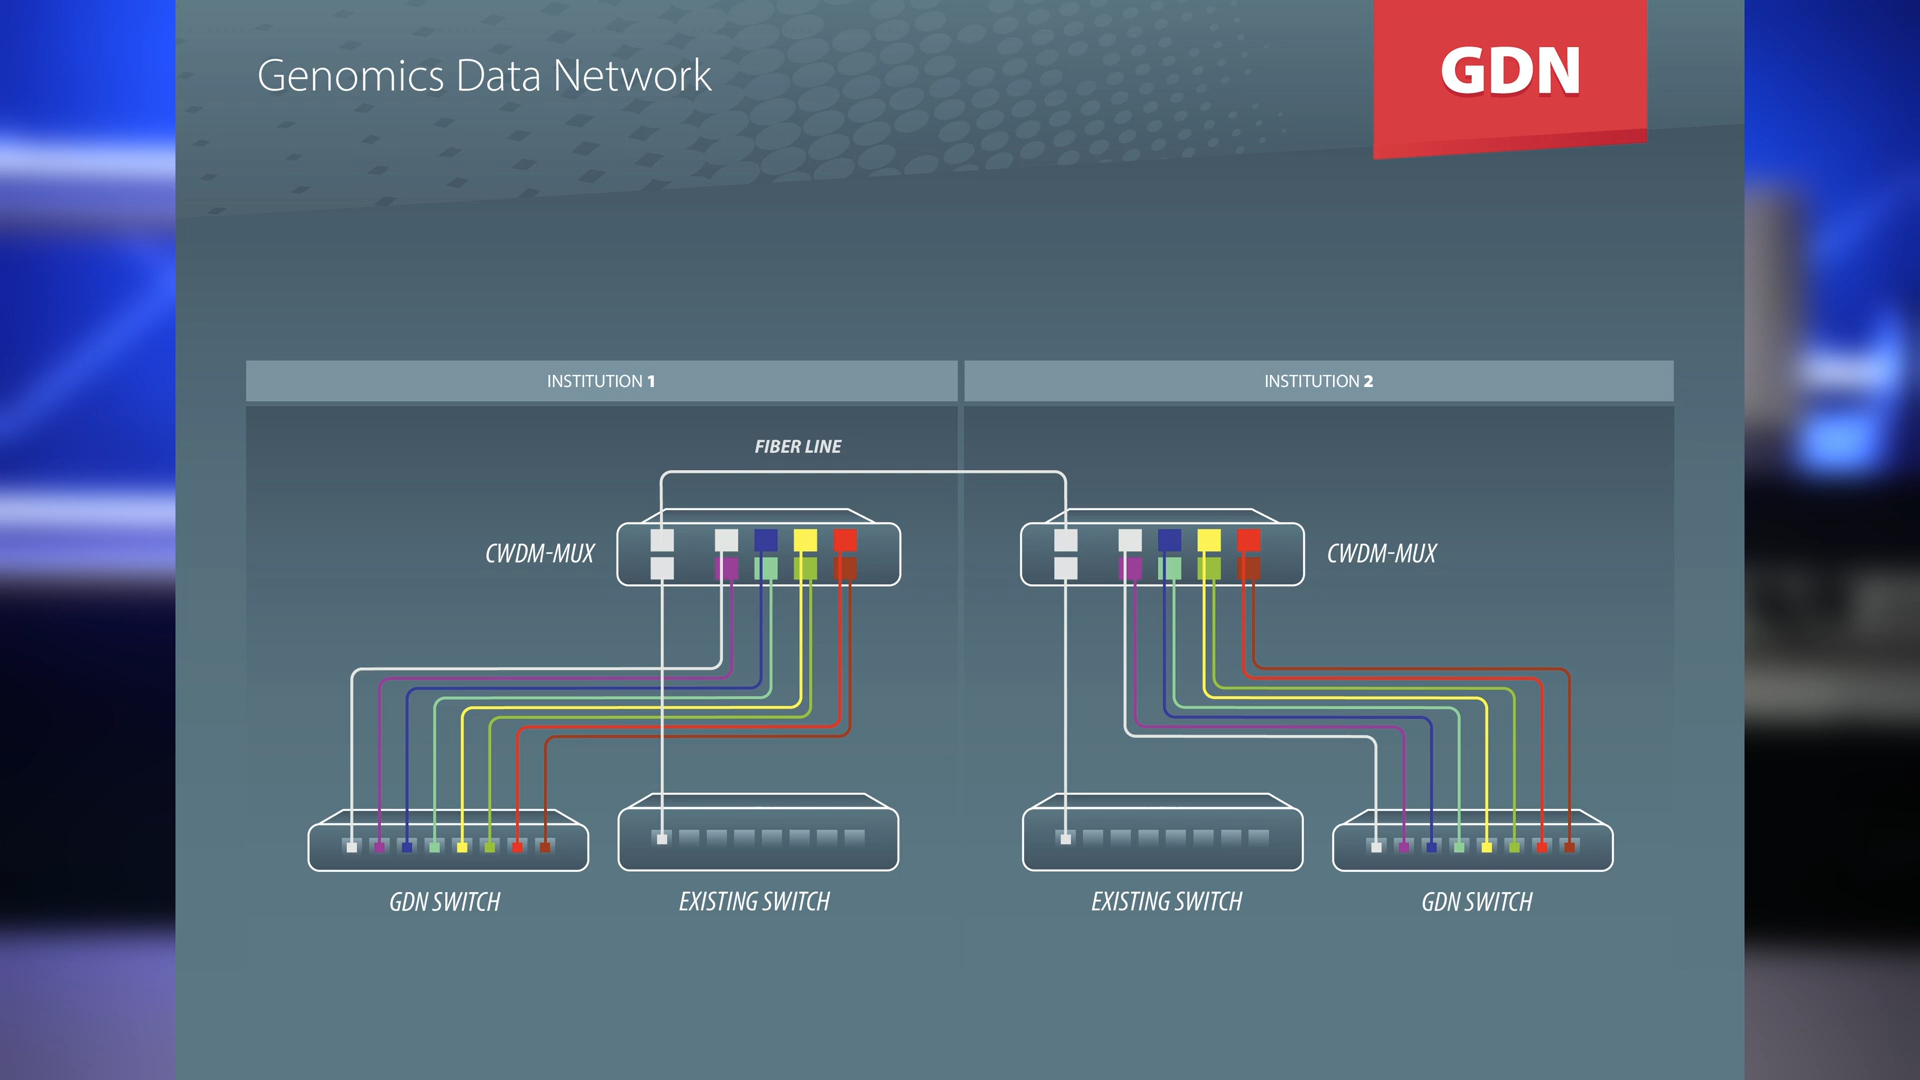 Genomics Data Network
GDN
INSTITUTION 1
INSTITUTION 2
FIBER LINE
CWDM-MUX
CWDM-MUX
GDN SWITCH
EXISTING SWITCH
EXISTING SWITCH
GDN SWITCH